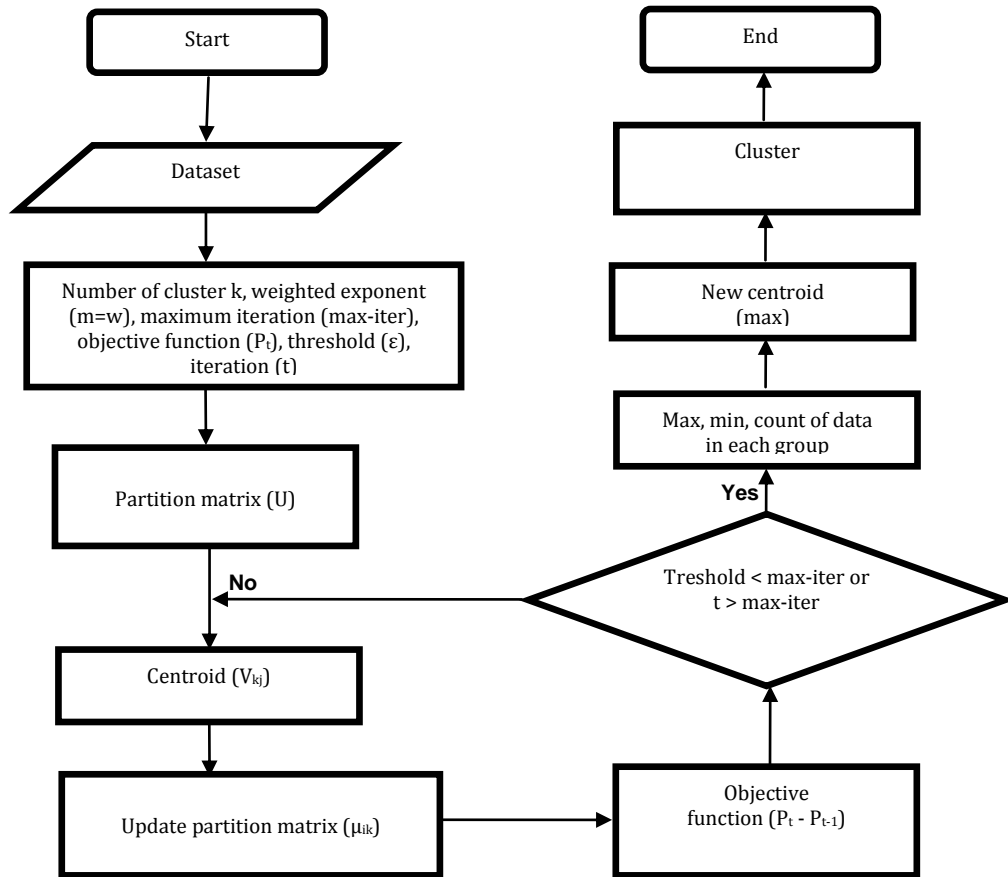 Start
Dataset
Number of cluster k, weighted exponent
(m=w), maximum iteration (max-iter),
objective function (Pₜ), threshold (ε),
iteration (t)
Partition matrix (U)
No
Centroid (Vₖⱼ)
Update partition matrix (μᵢₖ)
Objective
function (Pₜ - Pₜ₋₁)
Treshold < max-iter or
t > max-iter
Yes
Max, min, count of data
in each group
New centroid
(max)
Cluster
End